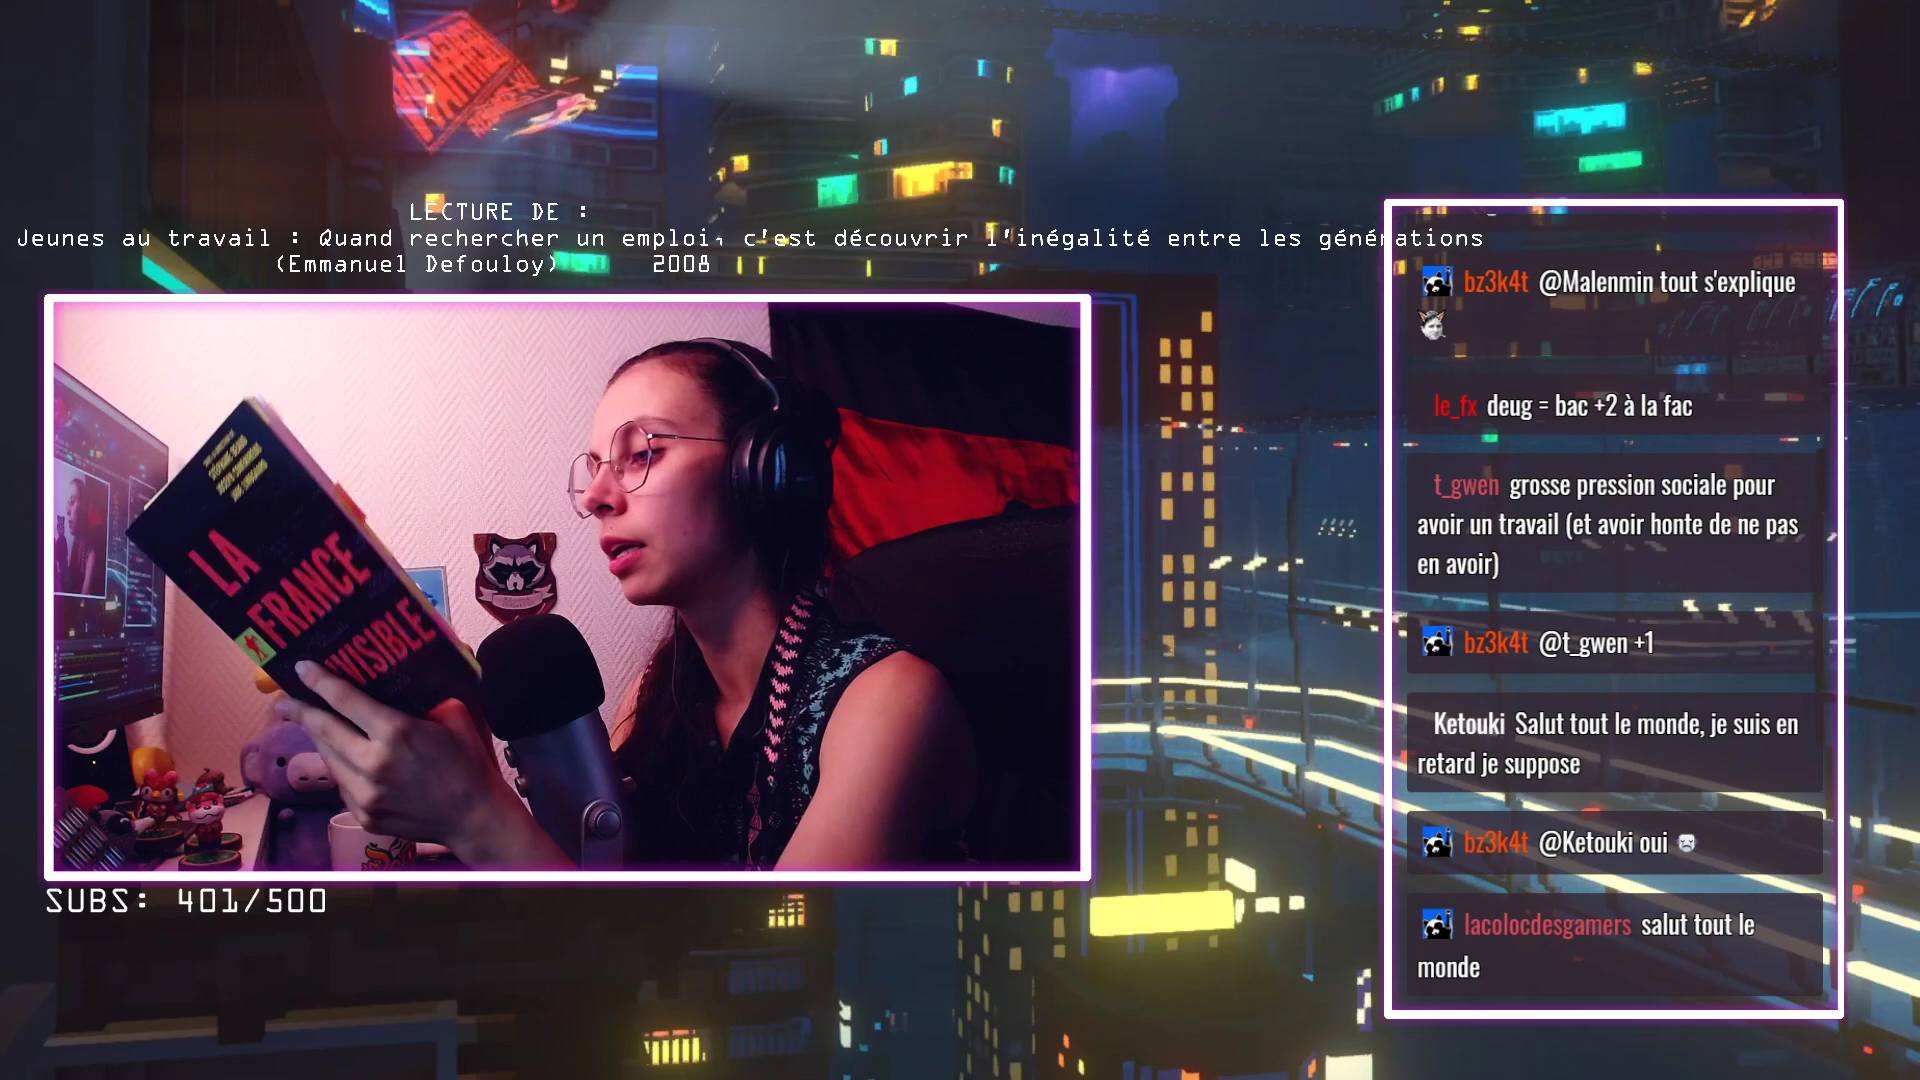 LECTURE DE :
Jeunes au travail : Quand rechercher un emploi, c'est découvrir l'inégalité entre les générations
(Emmanuel Defouloy) 2008
LA
FRANCE
INVISIBLE
SUBS: 401/500
bz3k4t @Malenmin tout s'explique
le_fx deug = bac +2 à la fac
t_gwen grosse pression sociale pour
avoir un travail (et avoir honte de ne pas
en avoir)
bz3k4t @t_gwen +1
Ketouki Salut tout le monde, je suis en
retard je suppose
bz3k4t @Ketouki oui
lacolocdesgamers salut tout le
monde